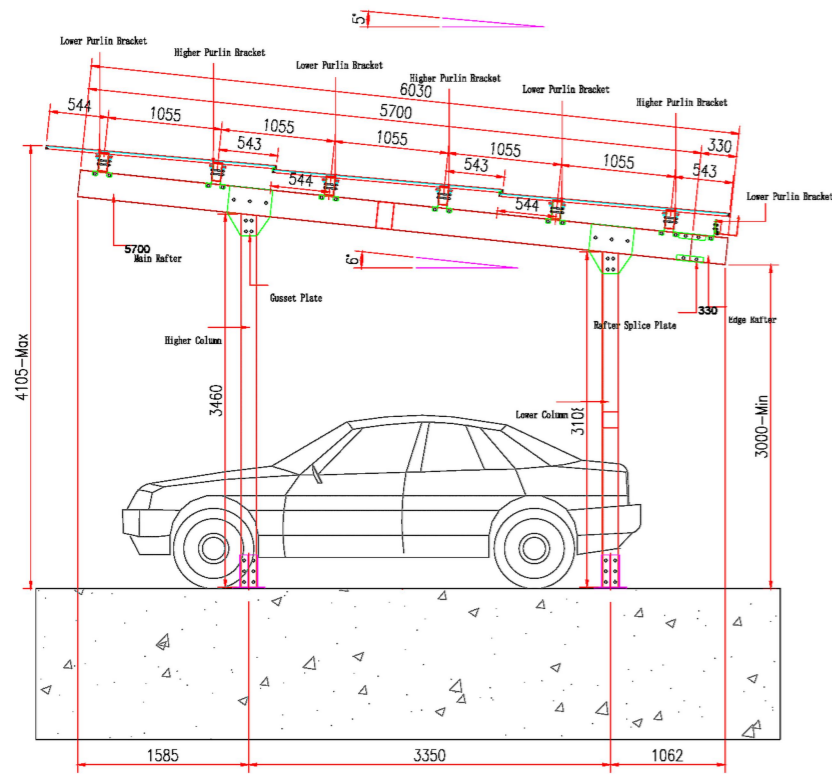 5°
Lower Purlin Bracket
Higher Purlin Bracket
Lower Purlin Bracket
Higher Purlin Bracket
Lower Purlin Bracket
Higher Purlin Bracket
6030
5700
544
1055
1055
1055
1055
1055
330
543
543
543
544
544
Lower Purlin Bracket
5700
Main Rafter
6°
Gusset Plate
330
Edge Rafter
Rafter Splice Plate
Higher Column
4105-Max
3460
Lower Column
3108
3000-Min
1585
3350
1062